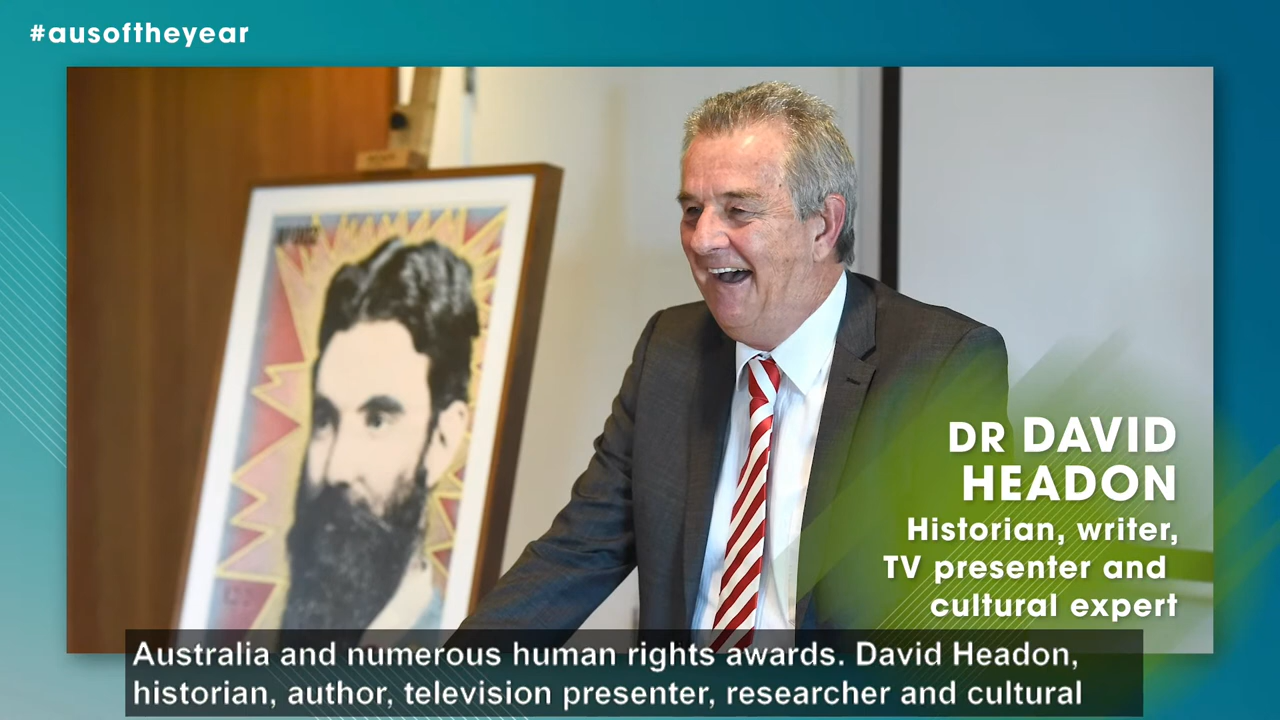 #ausoftheyear
DR DAVID
HEADON
Historian, writer,
TV presenter and
cultural expert
Australia and numerous human rights awards. David Headon,
historian, author, television presenter, researcher and cultural